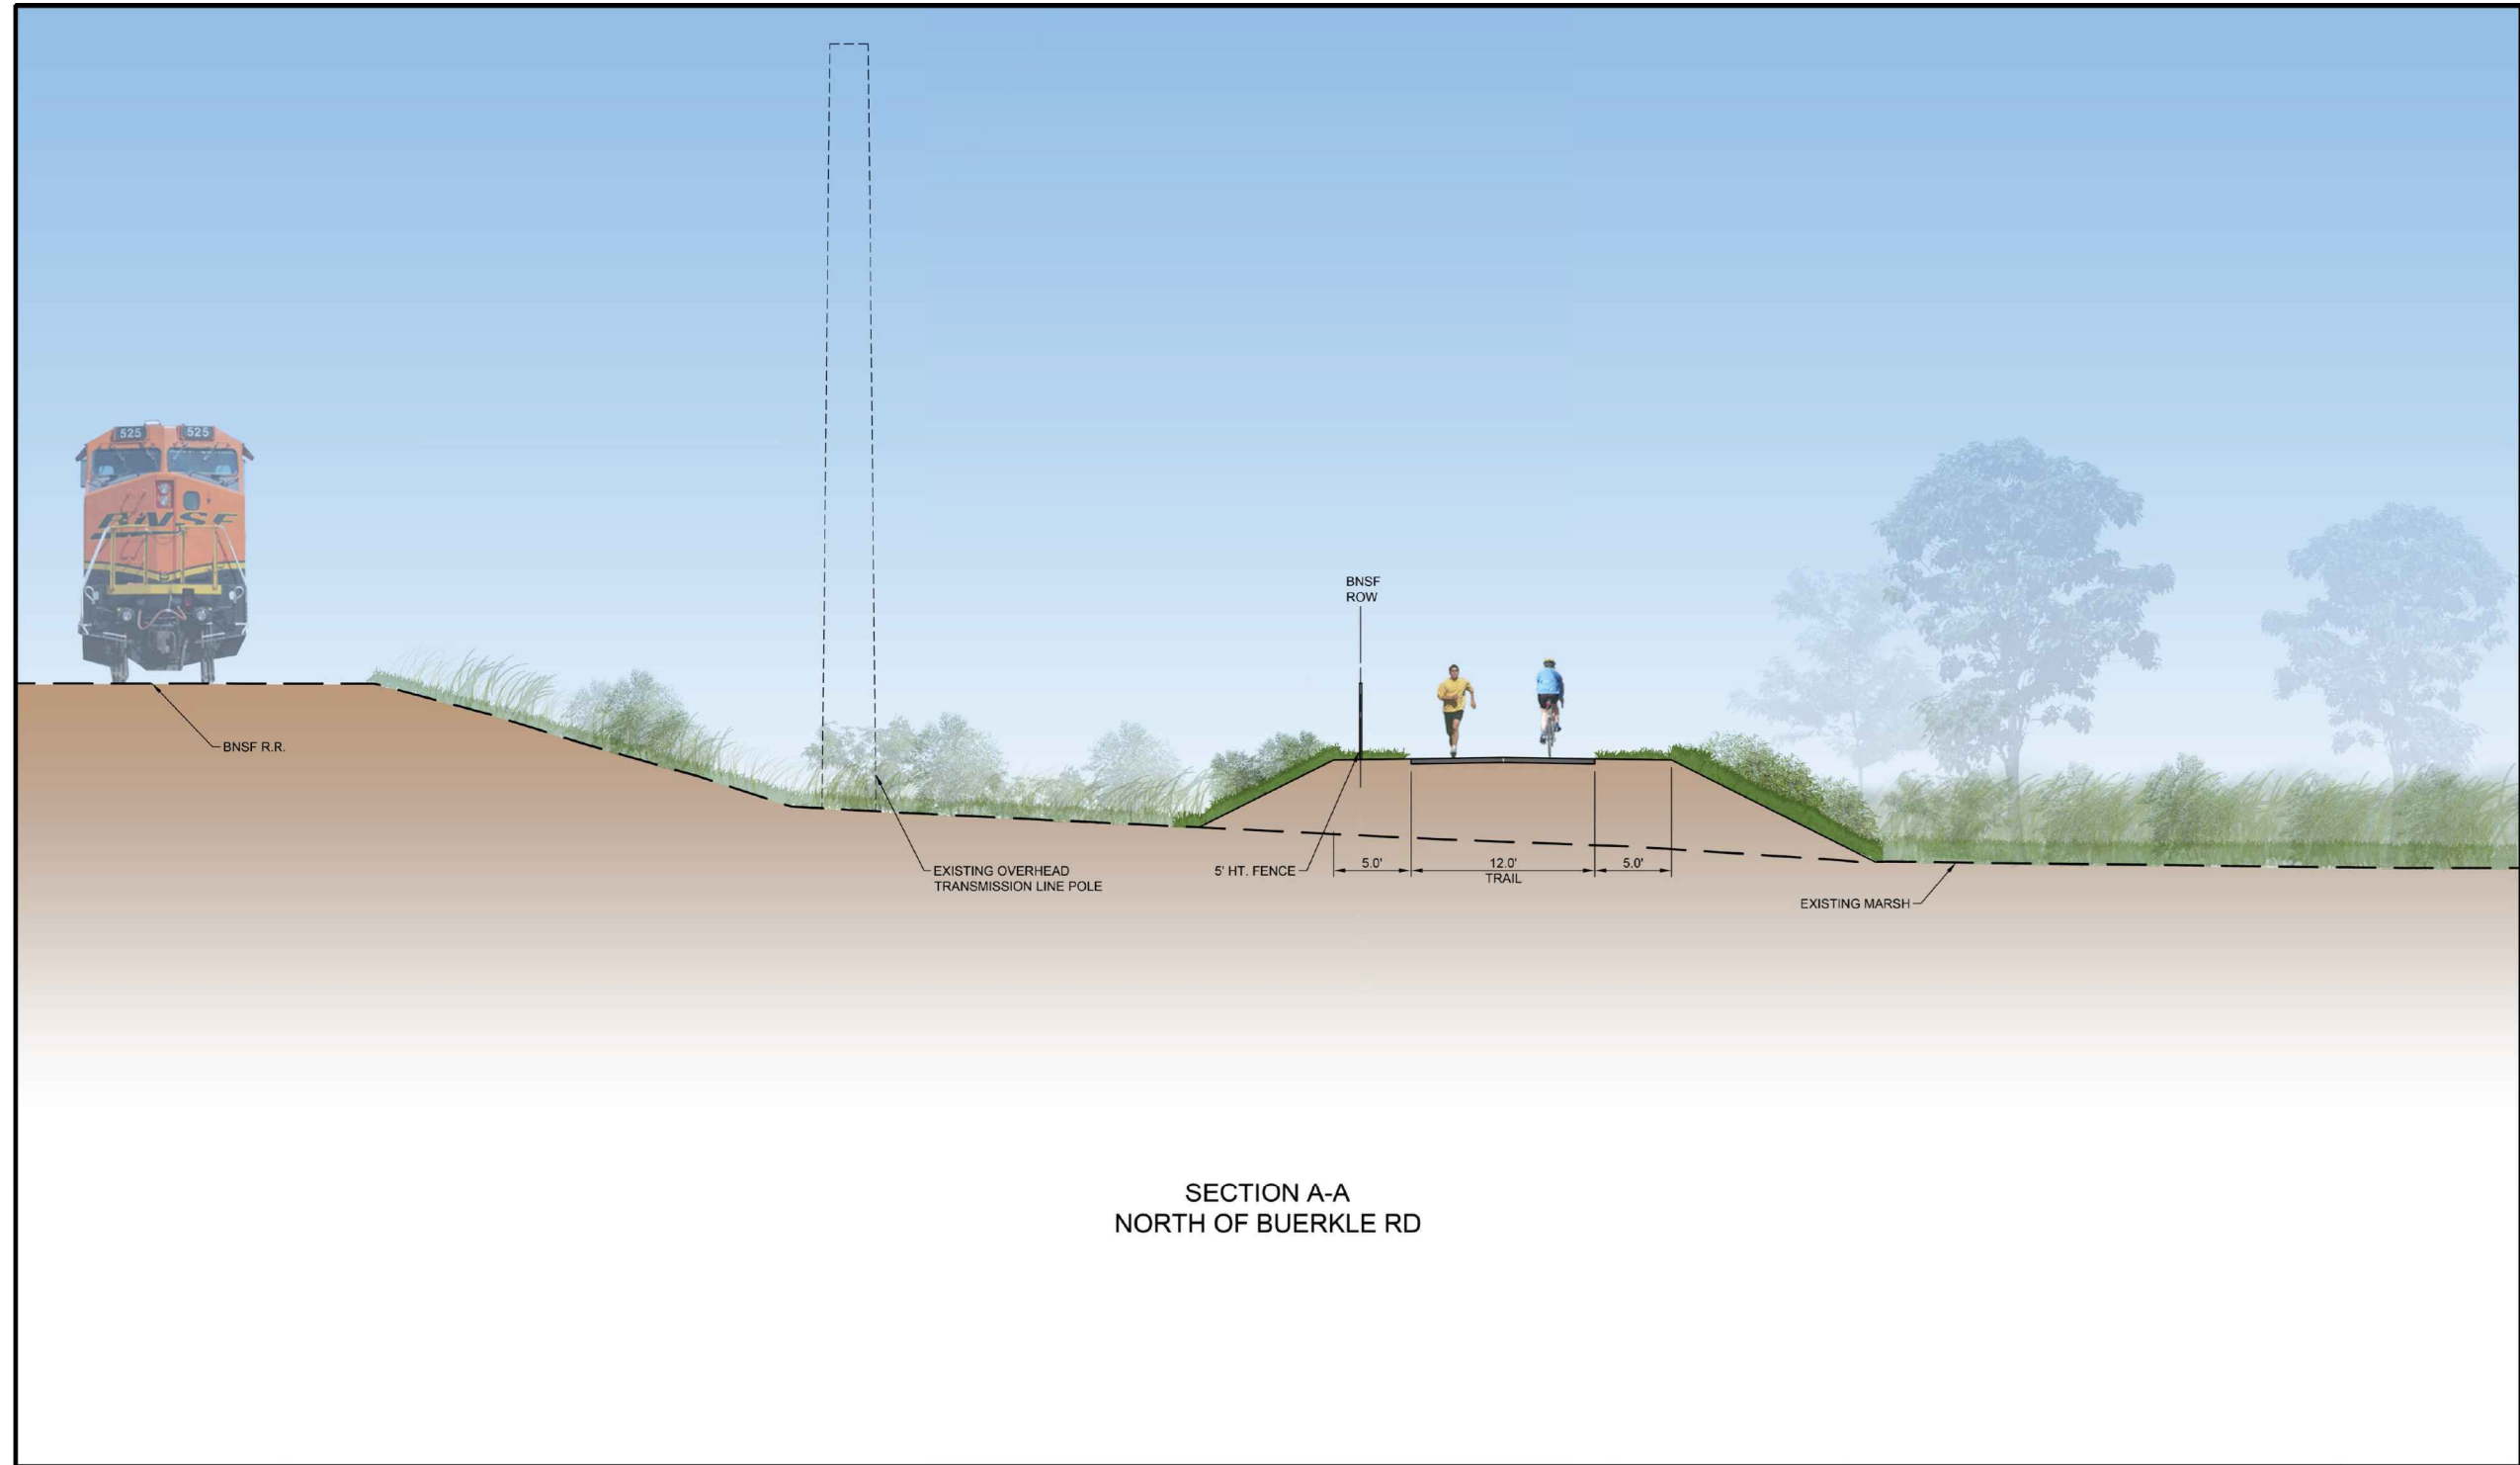 525 525
BNSF
BNSF
ROW
BNSF R.R.
EXISTING OVERHEAD
TRANSMISSION LINE POLE
5' HT. FENCE
5.0' 12.0' 5.0'
TRAIL
EXISTING MARSH
SECTION A-A
NORTH OF BUERKLE RD